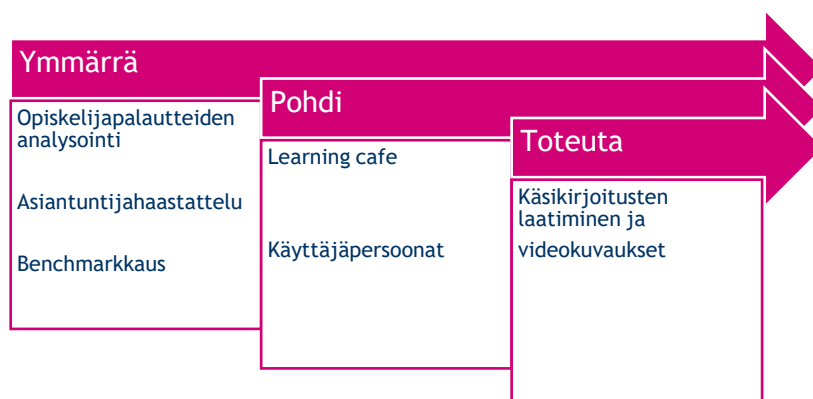 Ymmärrä
Opiskelijapalautteiden
analysointi
Asiantuntijahaastattelu
Benchmarkkaus
Pohdi
Learning cafe
Käyttäjäpersoonat
Toteuta
Käsikirjoitusten
laatiminen ja
videokuvaukset